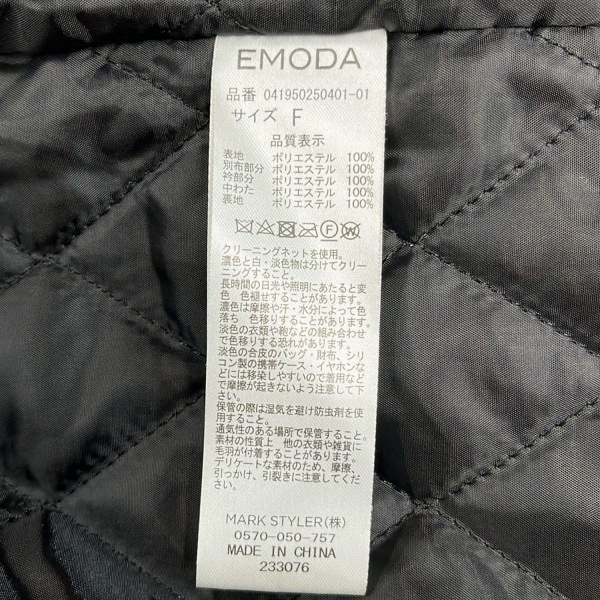 EMODA
品番 041950250401-01
サイズ F
品質表示
表地 ポリエステル 100%
別布部分 ポリエステル 100%
衿部分 ポリエステル 100%
中わた ポリエステル 100%
裏地 ポリエステル 100%
F W
クリーニングネットを使用。
濃色と白・淡色物は分けてクリー
ニングすること。
長時間の日光や照明にあたると変
色 色褪せすることがあります。
濃色は摩擦や汗・水分によって色
落ち 色移りすることがあります。
淡色の衣類や鞄などの組み合わせ
で色移りする恐れがあります。
淡色の合皮のバッグ・財布、シリ
コン製の携帯ケース・イヤホンな
どには移染しやすいので着用など
で摩擦が起きないよう注意して下
さい。
保管の際は湿気を避け防虫剤を使
用すること。
通気性のある場所で保管すること。
素材の性質上 他の衣類や雑貨に
毛羽が付着することがあります。
デリケートな素材のため、摩擦、
引っかけ、引裂きに注意してくだ
さい。
MARK STYLER(株)
0570-050-757
MADE IN CHINA
233076